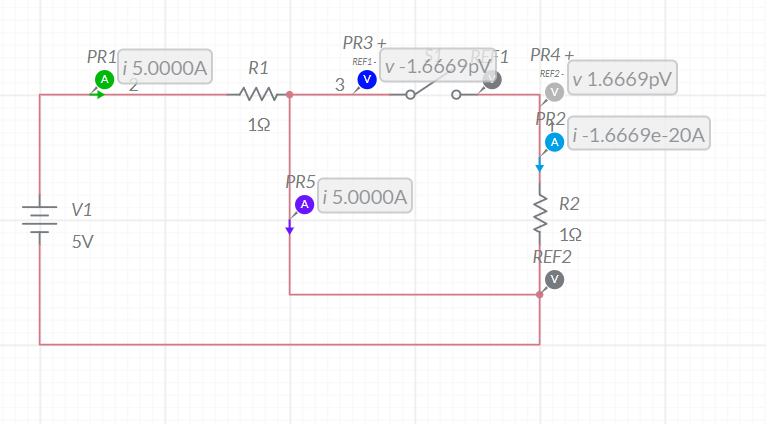 PR1
A
i 5.0000A
2
R1
1Ω
PR3 +
REF1 -
V
3
v -1.6669pV
S1
REF1
V
PR4 +
REF2 -
V
v 1.6669pV
PR2
A
i -1.6669e-20A
PR5
A
i 5.0000A
V1
5V
R2
1Ω
REF2
V